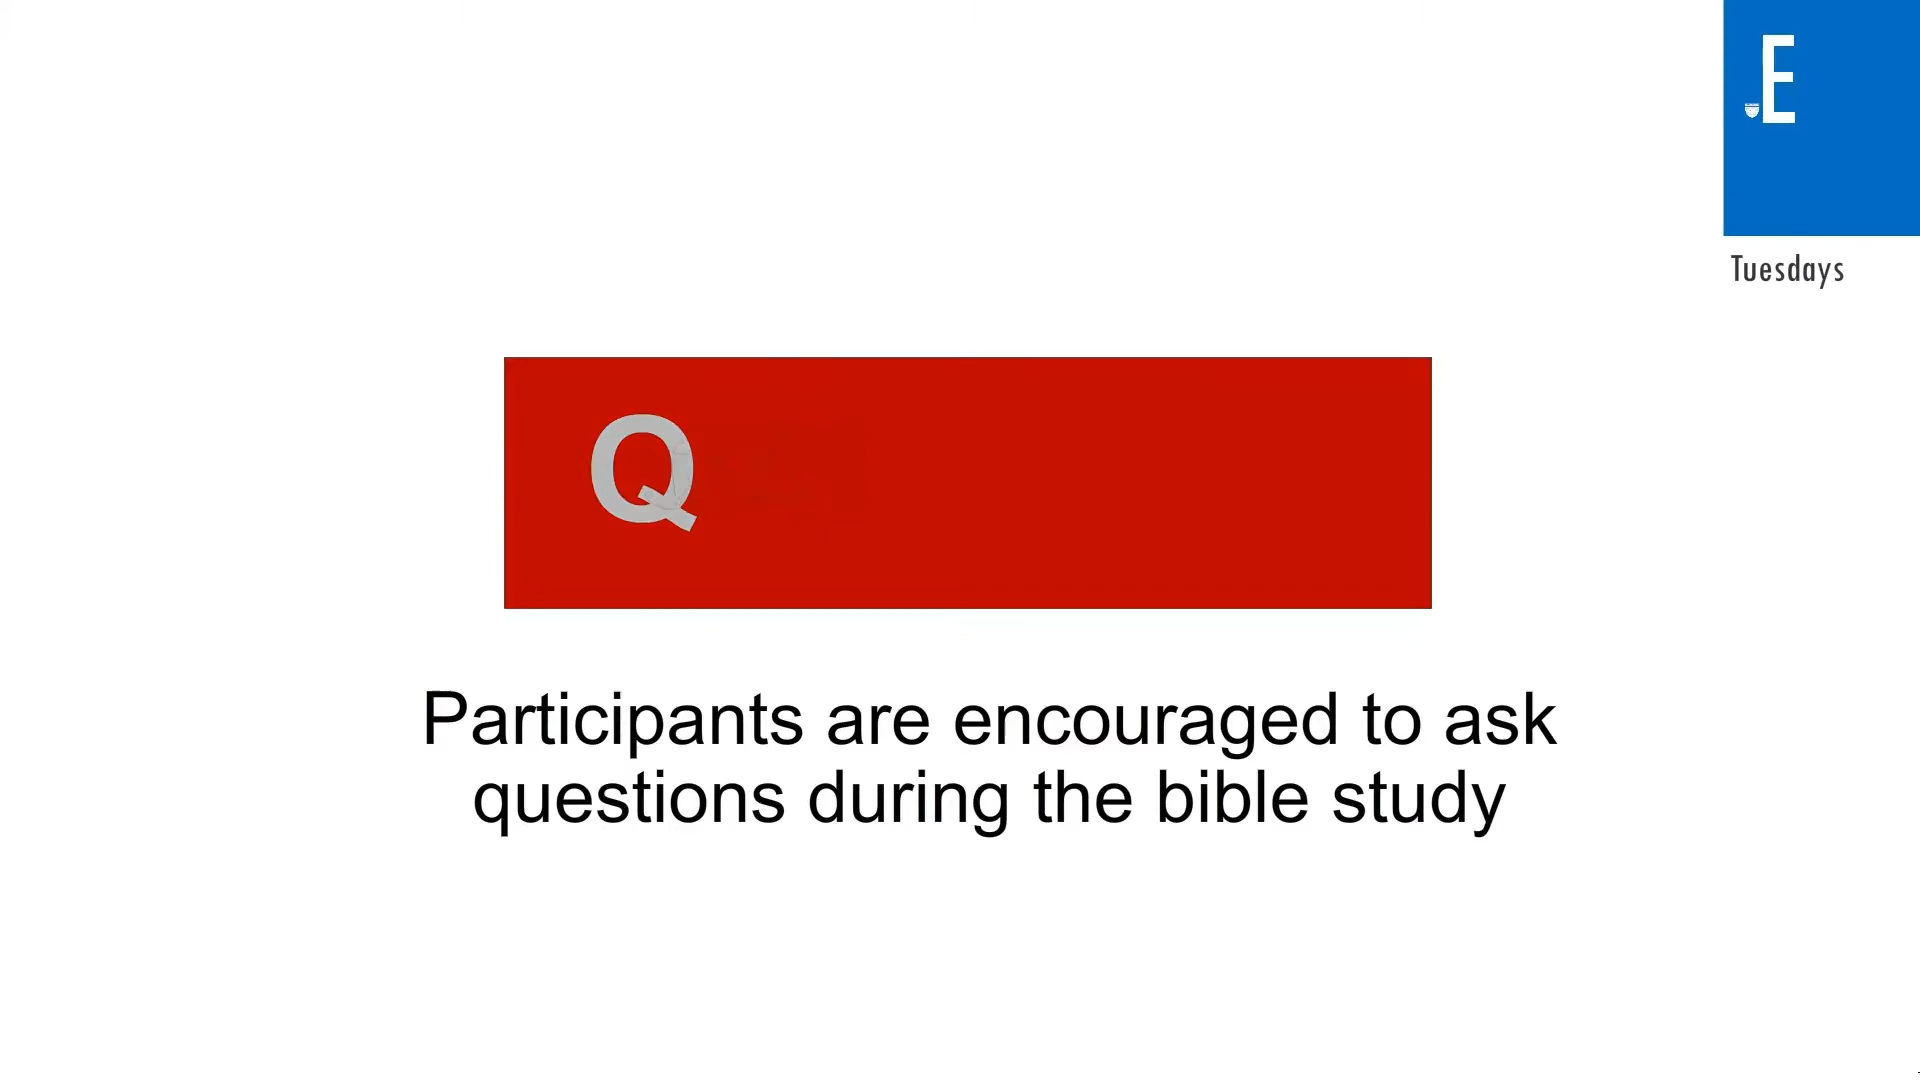 E
Tuesdays
Q
Participants are encouraged to ask
questions during the bible study